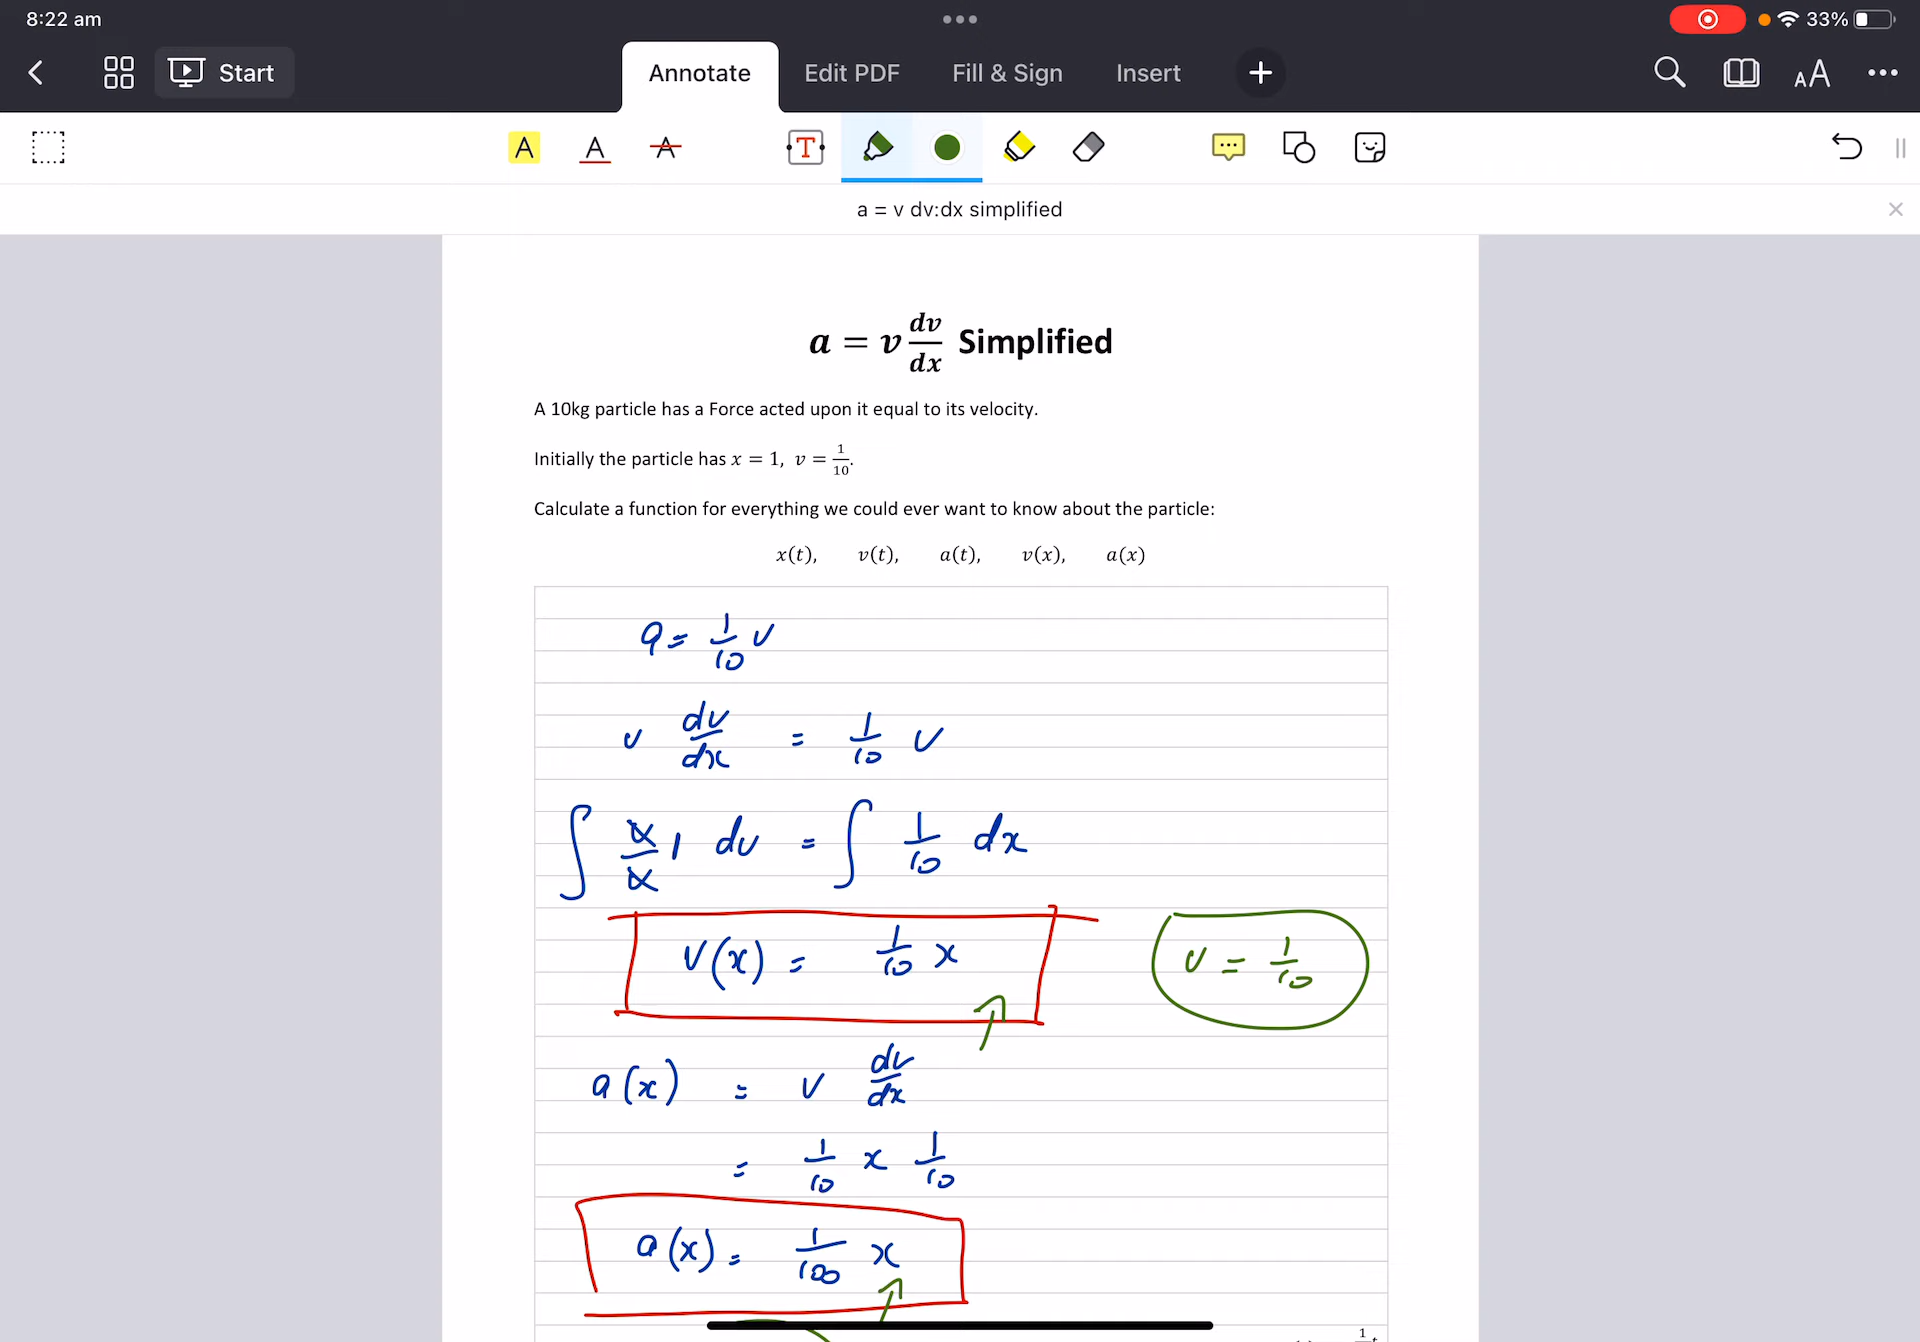 8:22 am
33%
Start
Annotate
Edit PDF
Fill & Sign
Insert
AA
A A A T
a = v dv:dx simplified
a = v dv/dx Simplified
A 10kg particle has a Force acted upon it equal to its velocity.
Initially the particle has x = 1, v = 1/10.
Calculate a function for everything we could ever want to know about the particle:
x(t), v(t), a(t), v(x), a(x)
a = 1/10 v
v dv/dx = 1/10 v
∫ v/v 1 dv = ∫ 1/10 dx
v(x) = 1/10 x
v = 1/10
a(x) = v dv/dx
= 1/10 x 1/10
a(x) = 1/100 x